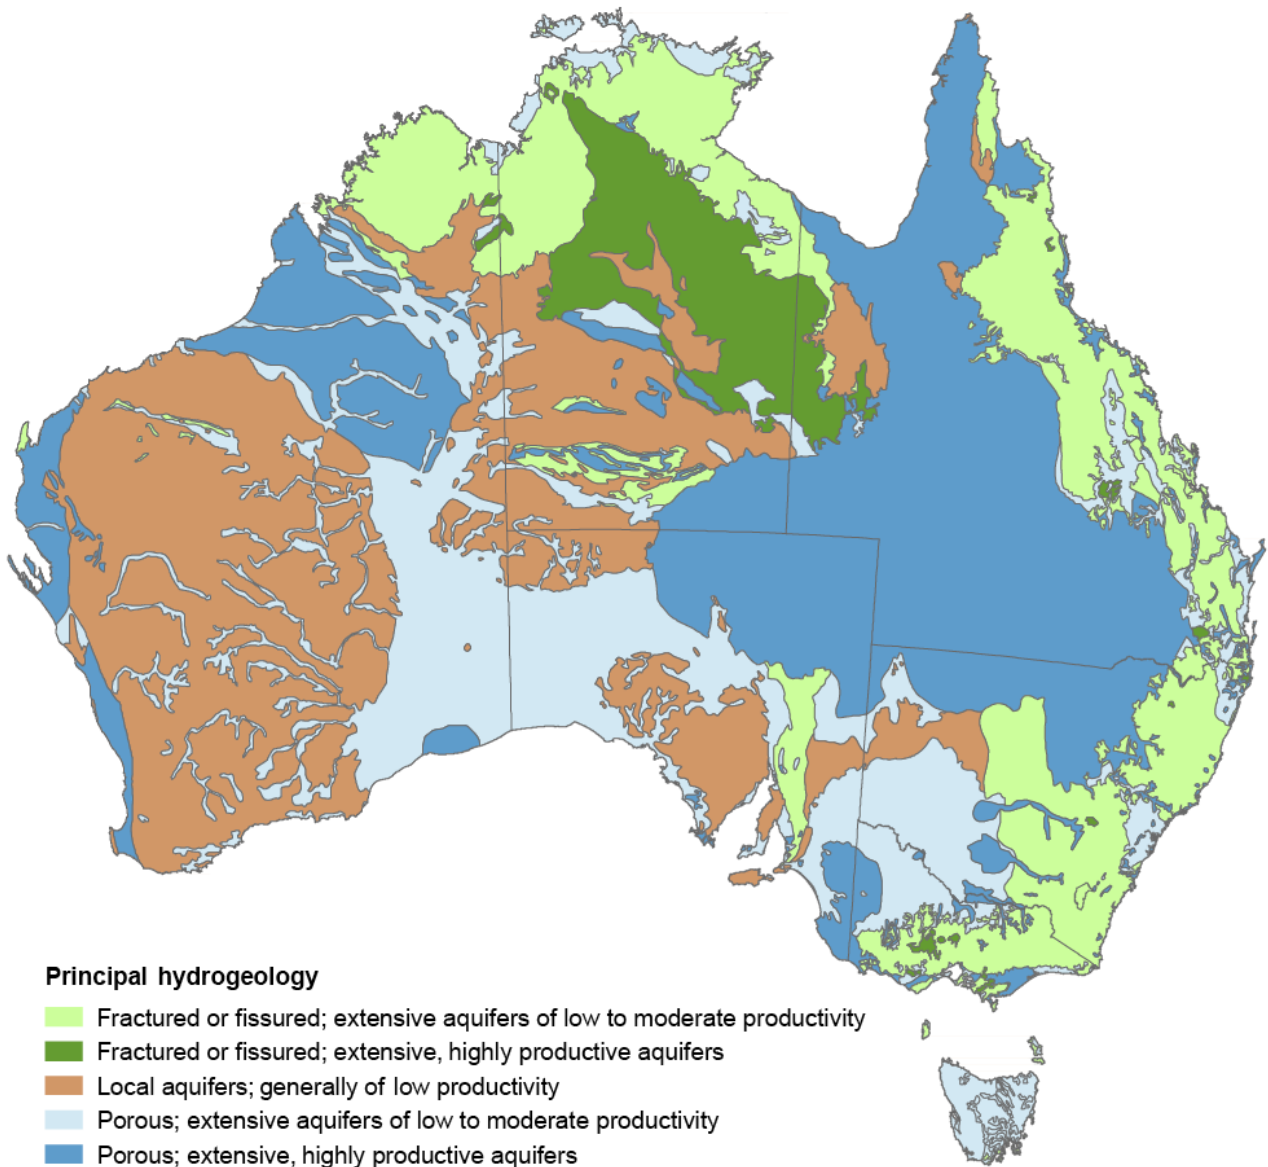 Principal hydrogeology
Fractured or fissured; extensive aquifers of low to moderate productivity
Fractured or fissured; extensive, highly productive aquifers
Local aquifers; generally of low productivity
Porous; extensive aquifers of low to moderate productivity
Porous; extensive, highly productive aquifers